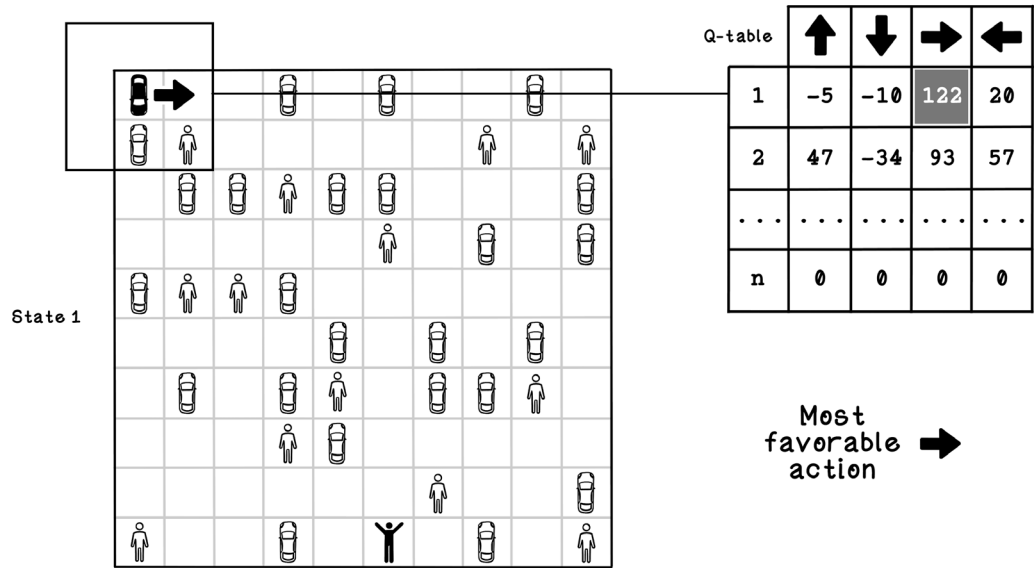 Q-table
1 -5 -10 122 20
2 47 -34 93 57
... ... ... ... ...
n 0 0 0 0
State 1
Most
favorable
action